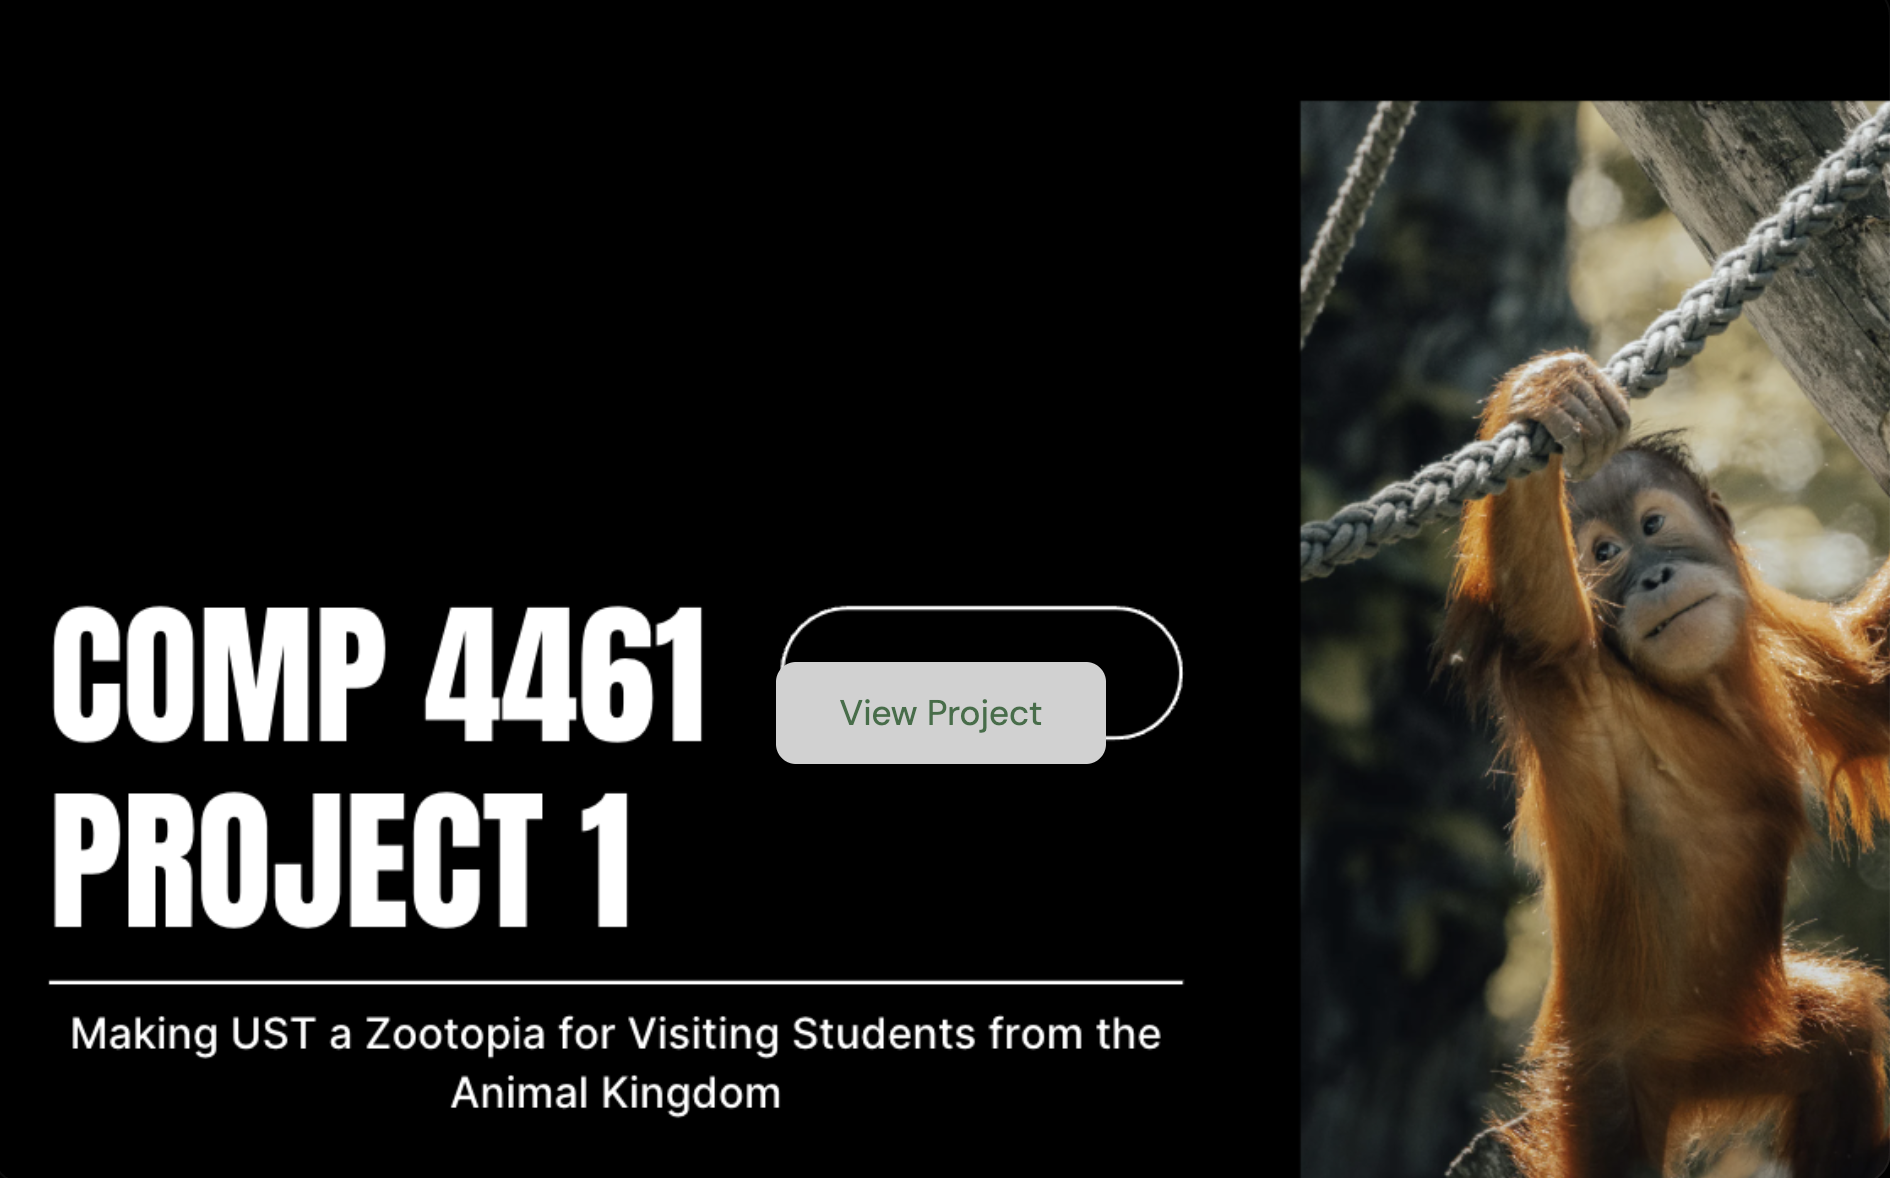 COMP 4461
PROJECT 1
View Project
Making UST a Zootopia for Visiting Students from the
Animal Kingdom